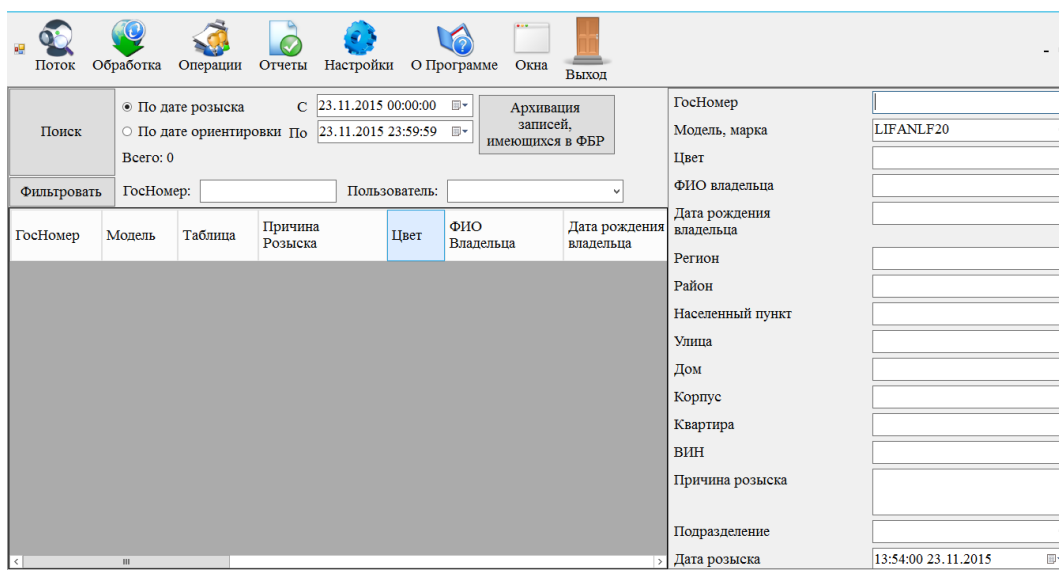 Поток Обработка Операции Отчеты Настройки О Программе Окна Выход
Поиск
По дате розыска С 23.11.2015 00:00:00
По дате ориентировки По 23.11.2015 23:59:59
Всего: 0
Архивация
записей,
имеющихся в ФБР
Фильтровать ГосНомер: Пользователь:
ГосНомер Модель Таблица Причина
Розыска Цвет ФИО
Владельца Дата рождения
владельца
ГосНомер
Модель, марка LIFANLF20
Цвет
ФИО владельца
Дата рождения
владельца
Регион
Район
Населенный пункт
Улица
Дом
Корпус
Квартира
ВИН
Причина розыска
Подразделение
Дата розыска 13:54:00 23.11.2015